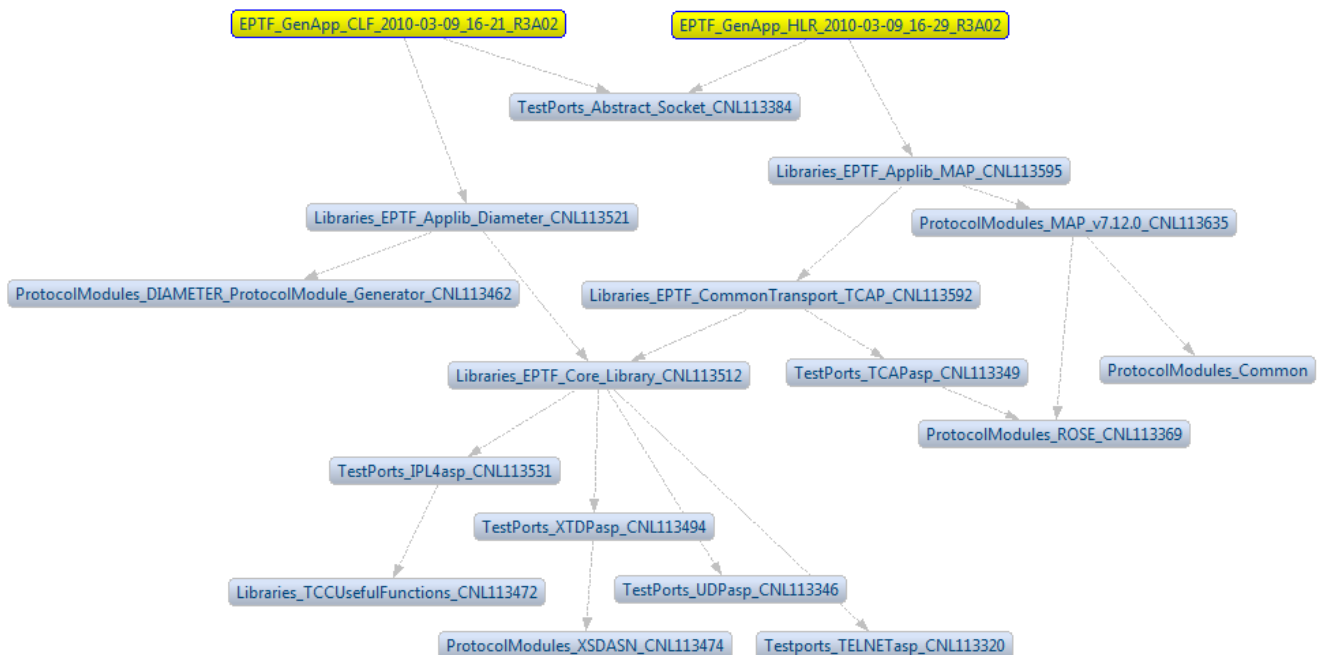 EPTF_GenApp_CLF_2010-03-09_16-21_R3A02
EPTF_GenApp_HLR_2010-03-09_16-29_R3A02
TestPorts_Abstract_Socket_CNL113384
Libraries_EPTF_Applib_MAP_CNL113595
Libraries_EPTF_Applib_Diameter_CNL113521
ProtocolModules_MAP_v7.12.0_CNL113635
ProtocolModules_DIAMETER_ProtocolModule_Generator_CNL113462
Libraries_EPTF_CommonTransport_TCAP_CNL113592
Libraries_EPTF_Core_Library_CNL113512
TestPorts_TCAPasp_CNL113349
ProtocolModules_Common
ProtocolModules_ROSE_CNL113369
TestPorts_IPL4asp_CNL113531
TestPorts_XTDPasp_CNL113494
Libraries_TCCUsefulFunctions_CNL113472
TestPorts_UDPasp_CNL113346
ProtocolModules_XSDASN_CNL113474
Testports_TELNETasp_CNL113320